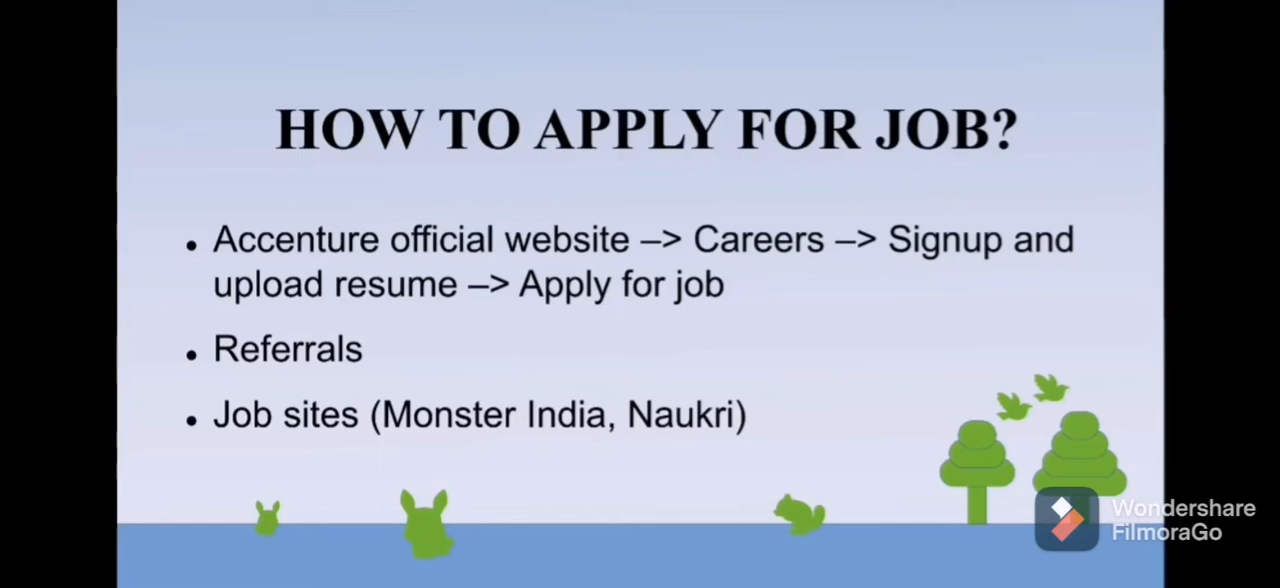 HOW TO APPLY FOR JOB?
• Accenture official website –> Careers –> Signup and
upload resume –> Apply for job
• Referrals
• Job sites (Monster India, Naukri)
Wondershare
FilmoraGo